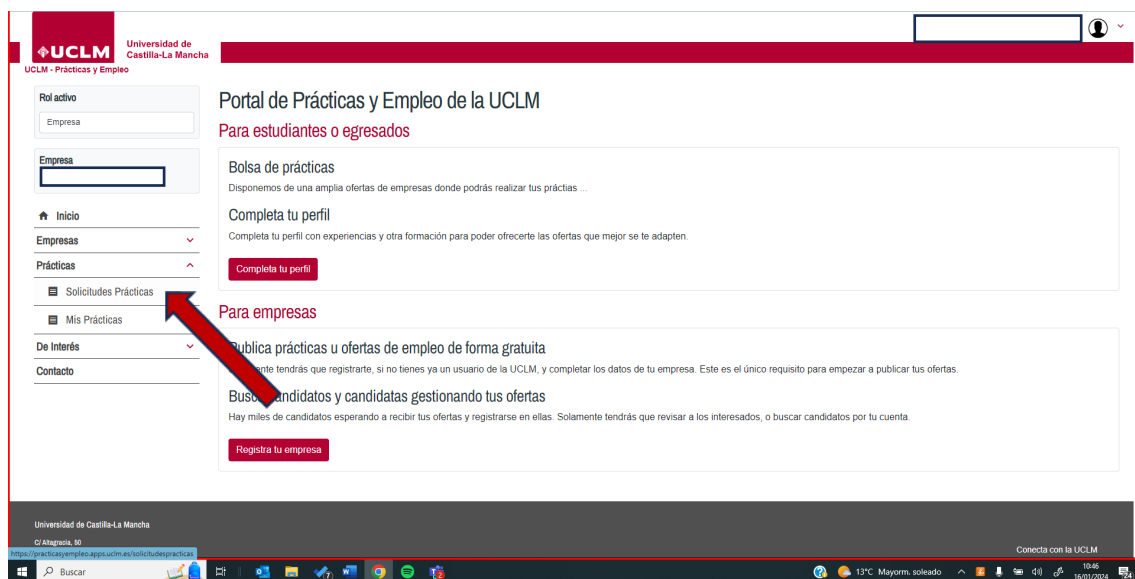 UCLM
Universidad de
Castilla-La Mancha
UCLM - Prácticas y Empleo
Rol activo
Empresa
Empresa
Inicio
Empresas
Prácticas
Solicitudes Prácticas
Mis Prácticas
De Interés
Contacto
Portal de Prácticas y Empleo de la UCLM
Para estudiantes o egresados
Bolsa de prácticas
Disponemos de una amplia ofertas de empresas donde podrás realizar tus práctias ...
Completa tu perfil
Completa tu perfil con experiencias y otra formación para poder ofrecerte las ofertas que mejor se te adapten.
Completa tu perfil
Para empresas
Publica prácticas u ofertas de empleo de forma gratuita
tendrás que registrarte, si no tienes ya un usuario de la UCLM, y completar los datos de tu empresa. Este es el único requisito para empezar a publicar tus ofertas.
candidatos y candidatas gestionando tus ofertas
Hay miles de candidatos esperando a recibir tus ofertas y registrarse en ellas. Solamente tendrás que revisar a los interesados, o buscar candidatos por tu cuenta.
Registra tu empresa
Universidad de Castilla-La Mancha
C/ Altagracia, 50
https://practicasyempleo.apps.uclm.es/solicitudespracticas
Conecta con la UCLM
Buscar
13°C Mayorm. soleado
10:46
16/01/2024